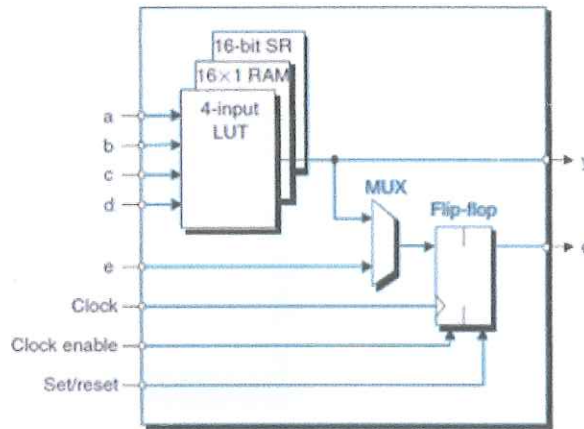 16-bit SR
16×1 RAM
4-input
LUT
a
b
c
d
y
MUX
Flip-flop
e
Clock
Clock enable
Set/reset